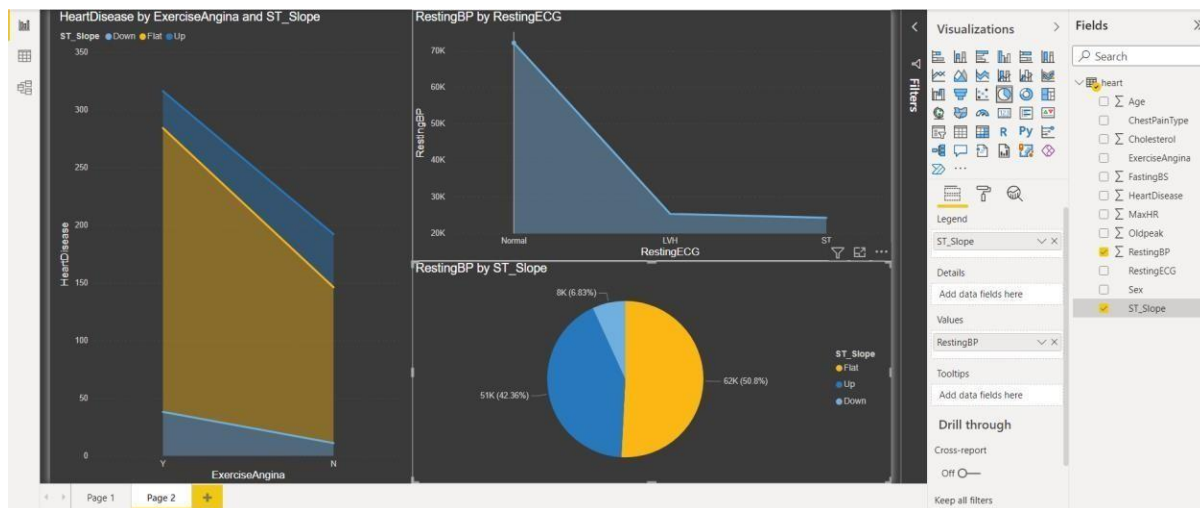 HeartDisease by ExerciseAngina and ST_Slope
ST_Slope Down Flat Up
350
300
250
200
150
100
50
0
HeartDisease
Y
N
ExerciseAngina
RestingBP by RestingECG
70K
60K
50K
40K
30K
20K
RestingBP
Normal
LVH
ST
RestingECG
RestingBP by ST_Slope
8K (6.83%)
51K (42.36%)
62K (50.8%)
ST_Slope
Flat
Up
Down
Filters
Visualizations
R Py
Legend
ST_Slope
Details
Add data fields here
Values
RestingBP
Tooltips
Add data fields here
Drill through
Cross-report
Off
Keep all filters
Fields
Search
heart
Age
ChestPainType
Cholesterol
ExerciseAngina
FastingBS
HeartDisease
MaxHR
Oldpeak
RestingBP
RestingECG
Sex
ST_Slope
Page 1
Page 2